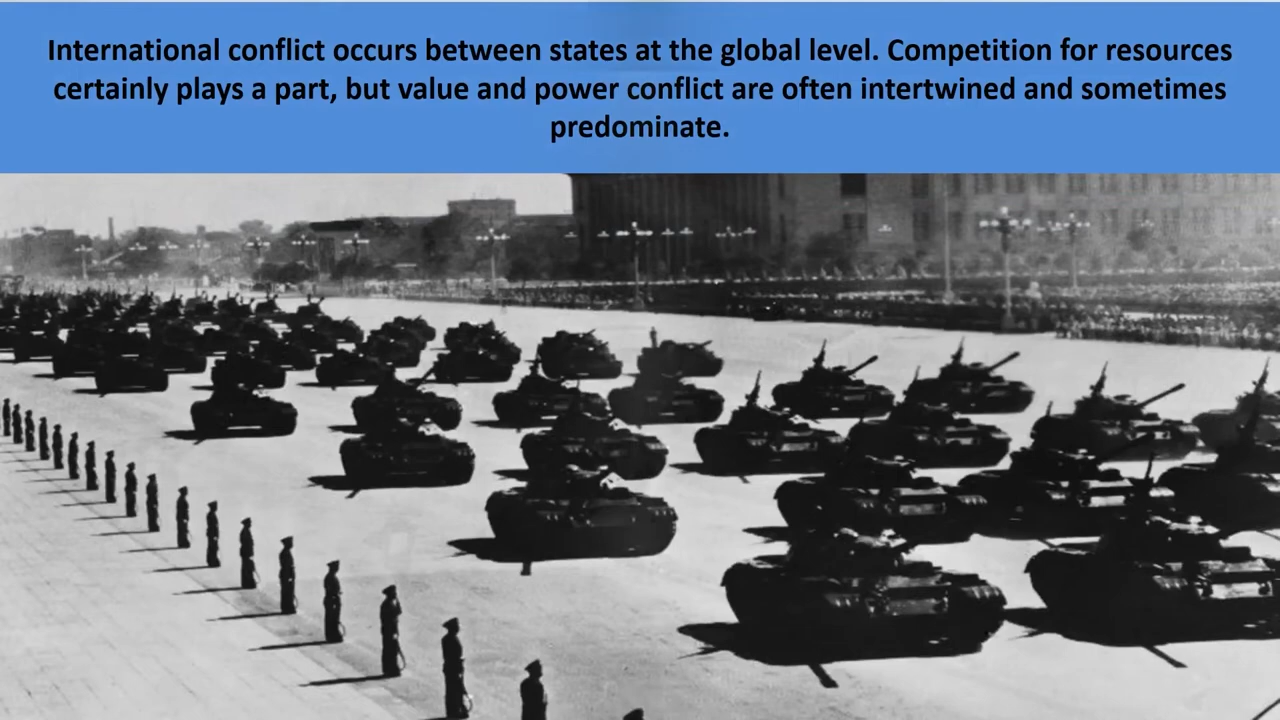 International conflict occurs between states at the global level. Competition for resources
certainly plays a part, but value and power conflict are often intertwined and sometimes
predominate.